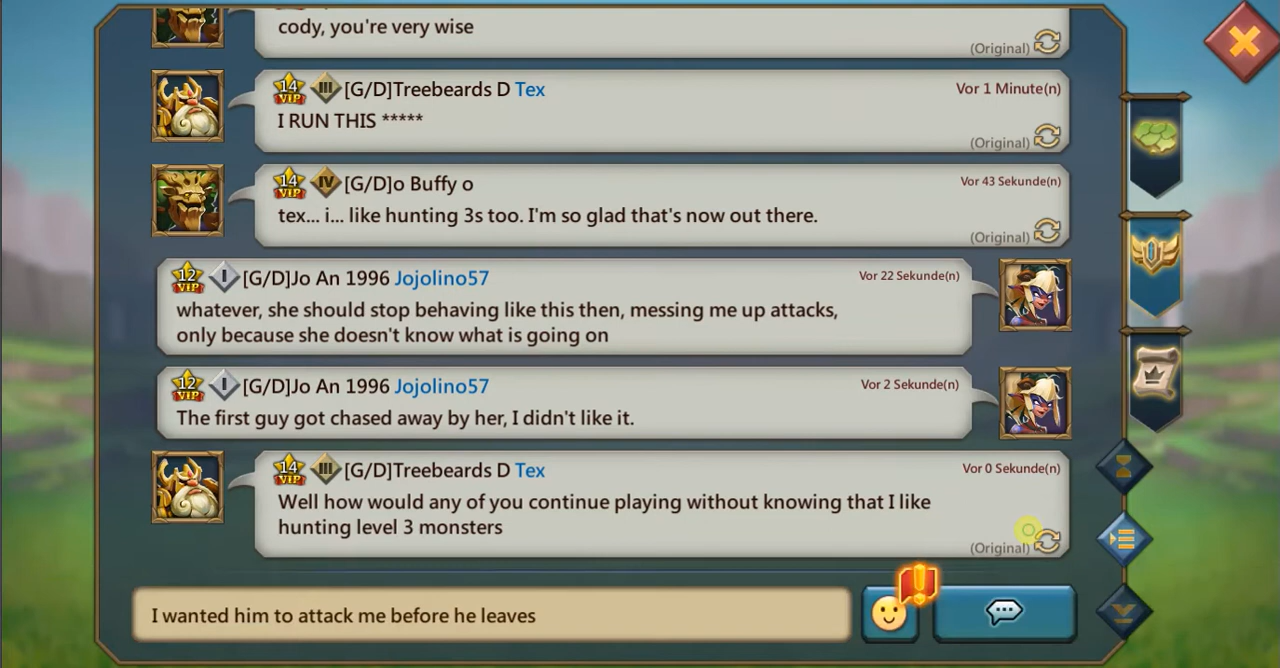 cody, you're very wise
(Original)
14 VIP III [G/D]Treebeards D Tex Vor 1 Minute(n)
I RUN THIS *****
(Original)
14 VIP IV [G/D]o Buffy o Vor 43 Sekunde(n)
tex... i... like hunting 3s too. I'm so glad that's now out there.
(Original)
12 VIP I [G/D]Jo An 1996 Jojolino57 Vor 22 Sekunde(n)
whatever, she should stop behaving like this then, messing me up attacks,
only because she doesn't know what is going on
12 VIP I [G/D]Jo An 1996 Jojolino57 Vor 2 Sekunde(n)
The first guy got chased away by her, I didn't like it.
14 VIP III [G/D]Treebeards D Tex Vor 0 Sekunde(n)
Well how would any of you continue playing without knowing that I like
hunting level 3 monsters
(Original)
I wanted him to attack me before he leaves